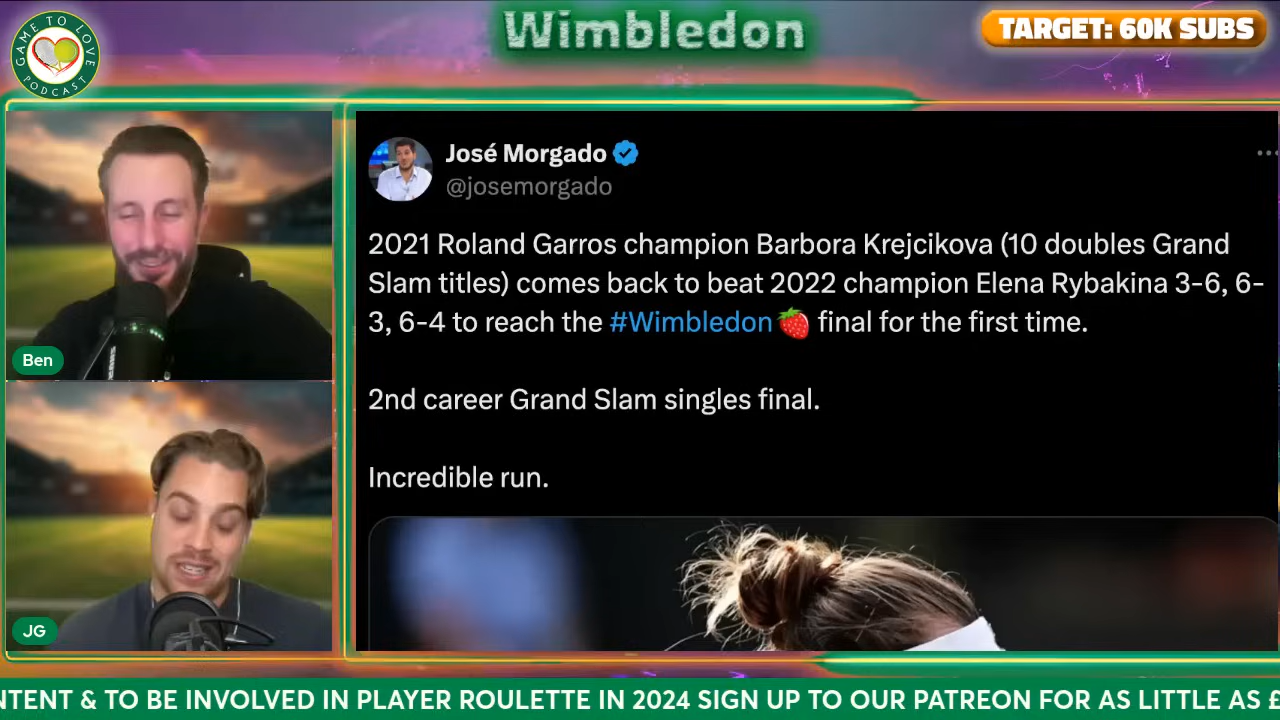 GAME TO LOVE
PODCAST
Wimbledon
TARGET: 60K SUBS
José Morgado
@josemorgado
2021 Roland Garros champion Barbora Krejcikova (10 doubles Grand
Slam titles) comes back to beat 2022 champion Elena Rybakina 3-6, 6-
3, 6-4 to reach the #Wimbledon🍓 final for the first time.
2nd career Grand Slam singles final.
Incredible run.
Ben
JG
NTENT & TO BE INVOLVED IN PLAYER ROULETTE IN 2024 SIGN UP TO OUR PATREON FOR AS LITTLE AS £